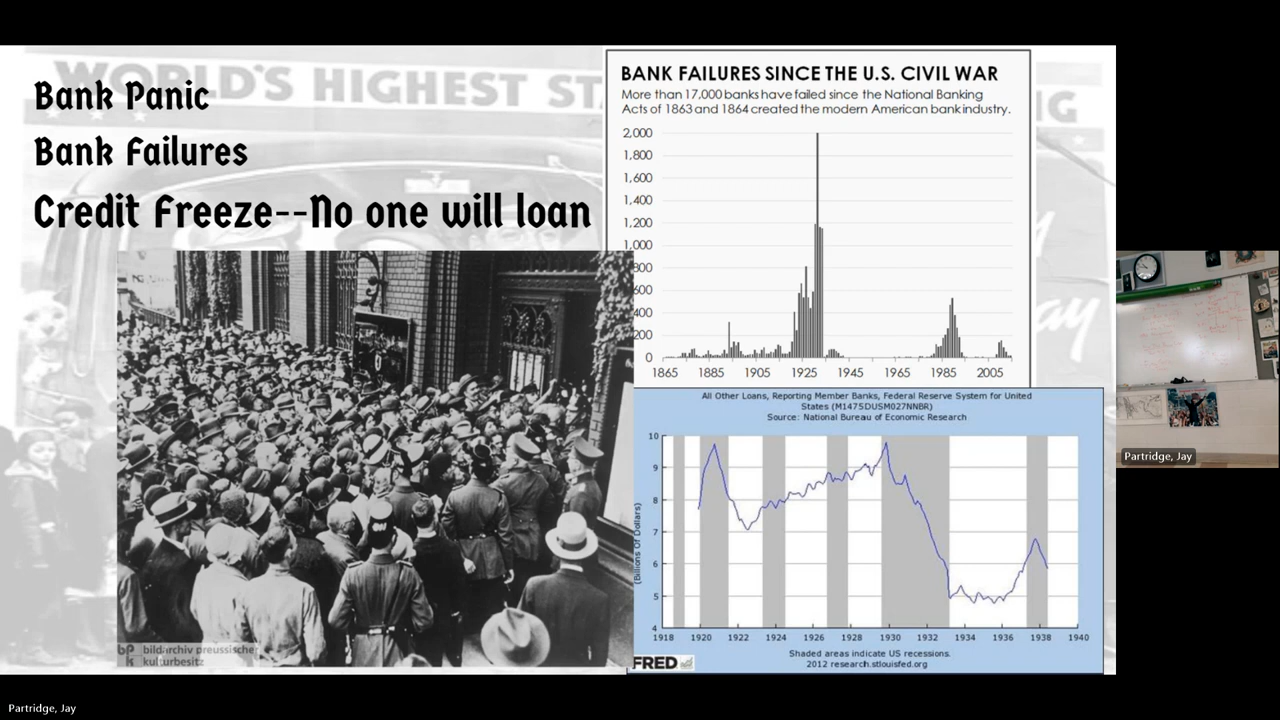 WORLD'S HIGHEST STA
NG
ay
Bank Panic
Bank Failures
Credit Freeze--No one will loan
BANK FAILURES SINCE THE U.S. CIVIL WAR
More than 17,000 banks have failed since the National Banking
Acts of 1863 and 1864 created the modern American bank industry.
2,000
1,800
1,600
1,400
1,200
1,000
800
600
400
200
0
1865 1885 1905 1925 1945 1965 1985 2005
bpk bildarchiv preussischer
kulturbesitz
All Other Loans, Reporting Member Banks, Federal Reserve System for United
States (M1475DUSM027NNBR)
Source: National Bureau of Economic Research
(Billions Of Dollars)
10
9
8
7
6
5
4
1918 1920 1922 1924 1926 1928 1930 1932 1934 1936 1938 1940
Shaded areas indicate US recessions.
2012 research.stlouisfed.org
FRED
Partridge, Jay
Partridge, Jay